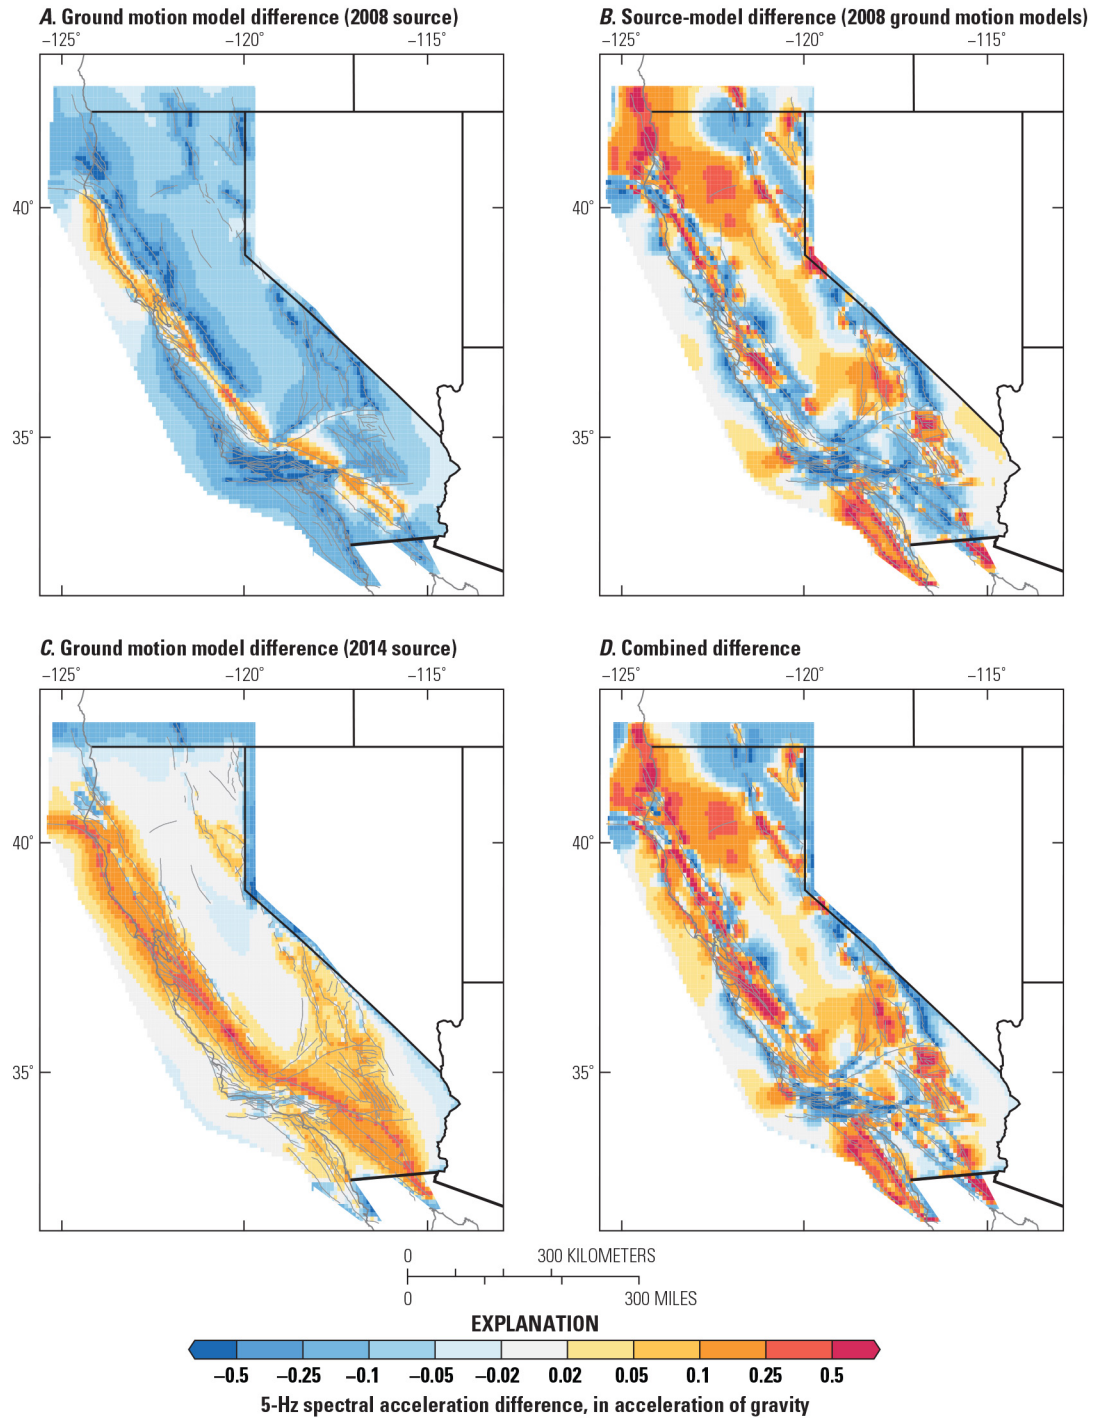 A. Ground motion model difference (2008 source)
−125° −120° −115°
40°
35°
B. Source-model difference (2008 ground motion models)
−125° −120° −115°
40°
35°
C. Ground motion model difference (2014 source)
−125° −120° −115°
40°
35°
D. Combined difference
−125° −120° −115°
40°
35°
0 300 KILOMETERS
0 300 MILES
EXPLANATION
−0.5 −0.25 −0.1 −0.05 −0.02 0.02 0.05 0.1 0.25 0.5
5-Hz spectral acceleration difference, in acceleration of gravity